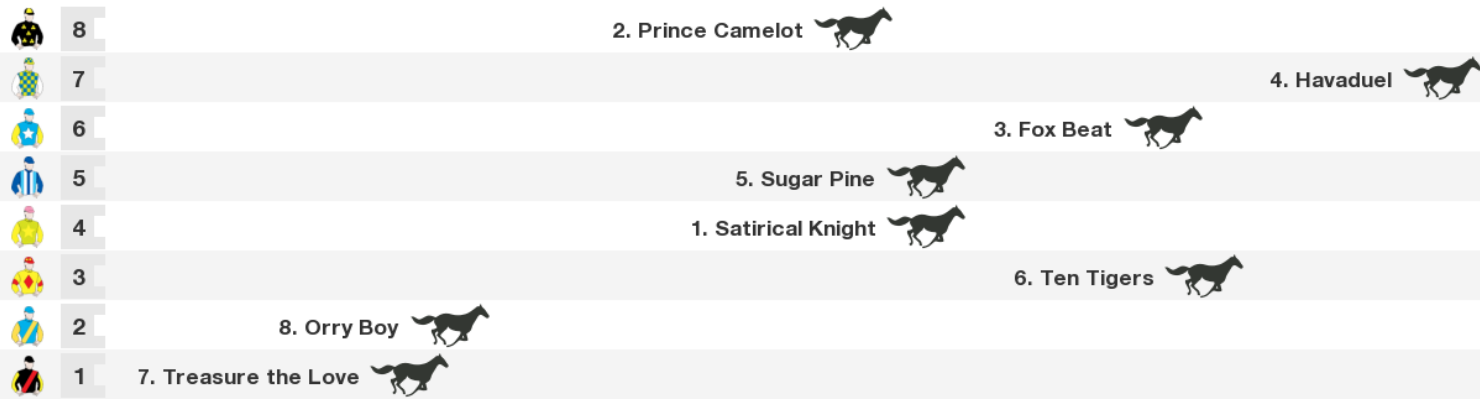 8 2. Prince Camelot
7 4. Havaduel
6 3. Fox Beat
5 5. Sugar Pine
4 1. Satirical Knight
3 6. Ten Tigers
2 8. Orry Boy
1 7. Treasure the Love